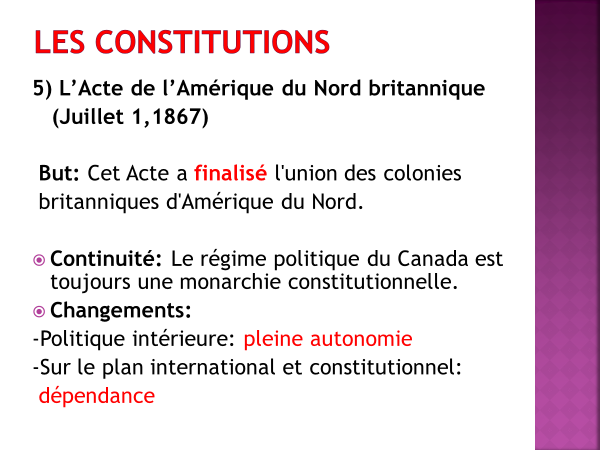 LES CONSTITUTIONS
5) L’Acte de l’Amérique du Nord britannique
(Juillet 1,1867)
But: Cet Acte a finalisé l'union des colonies
britanniques d'Amérique du Nord.
Continuité: Le régime politique du Canada est
toujours une monarchie constitutionnelle.
Changements:
-Politique intérieure: pleine autonomie
-Sur le plan international et constitutionnel:
dépendance